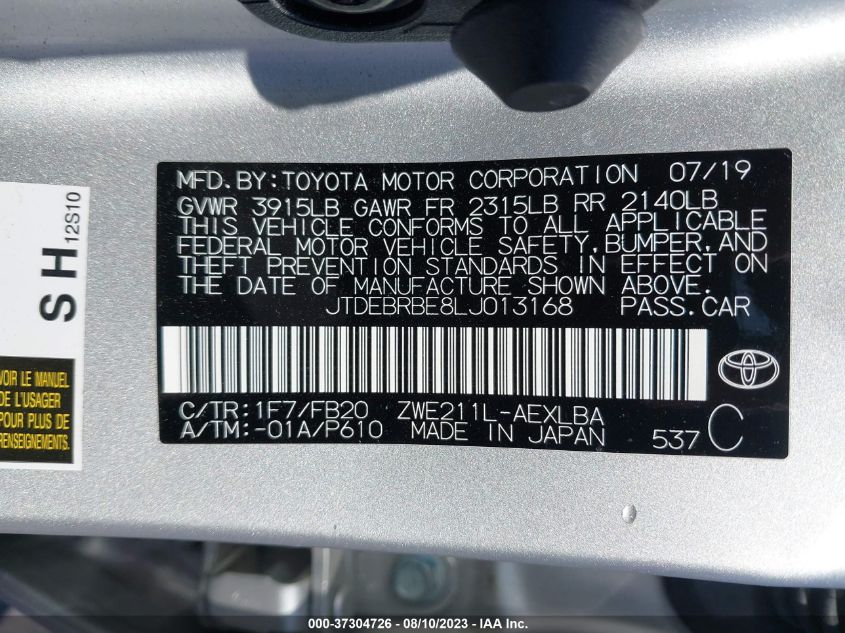 MFD. BY: TOYOTA MOTOR CORPORATION 07/19
GVWR 3915LB GAWR FR 2315LB RR 2140LB
THIS VEHICLE CONFORMS TO ALL APPLICABLE
FEDERAL MOTOR VEHICLE SAFETY, BUMPER, AND
THEFT PREVENTION STANDARDS IN EFFECT ON
THE DATE OF MANUFACTURE SHOWN ABOVE.
JTDEBRBE8LJ013168 PASS. CAR
C/TR: 1F7/FB20 ZWE211L-AEXLBA
A/TM: -01A/P610 MADE IN JAPAN 537 C
SH
12S10
VOIR LE MANUEL
DE L'USAGER
POUR PLUS DE
RENSEIGNEMENTS.
000-37304726 - 08/10/2023 - IAAI.com